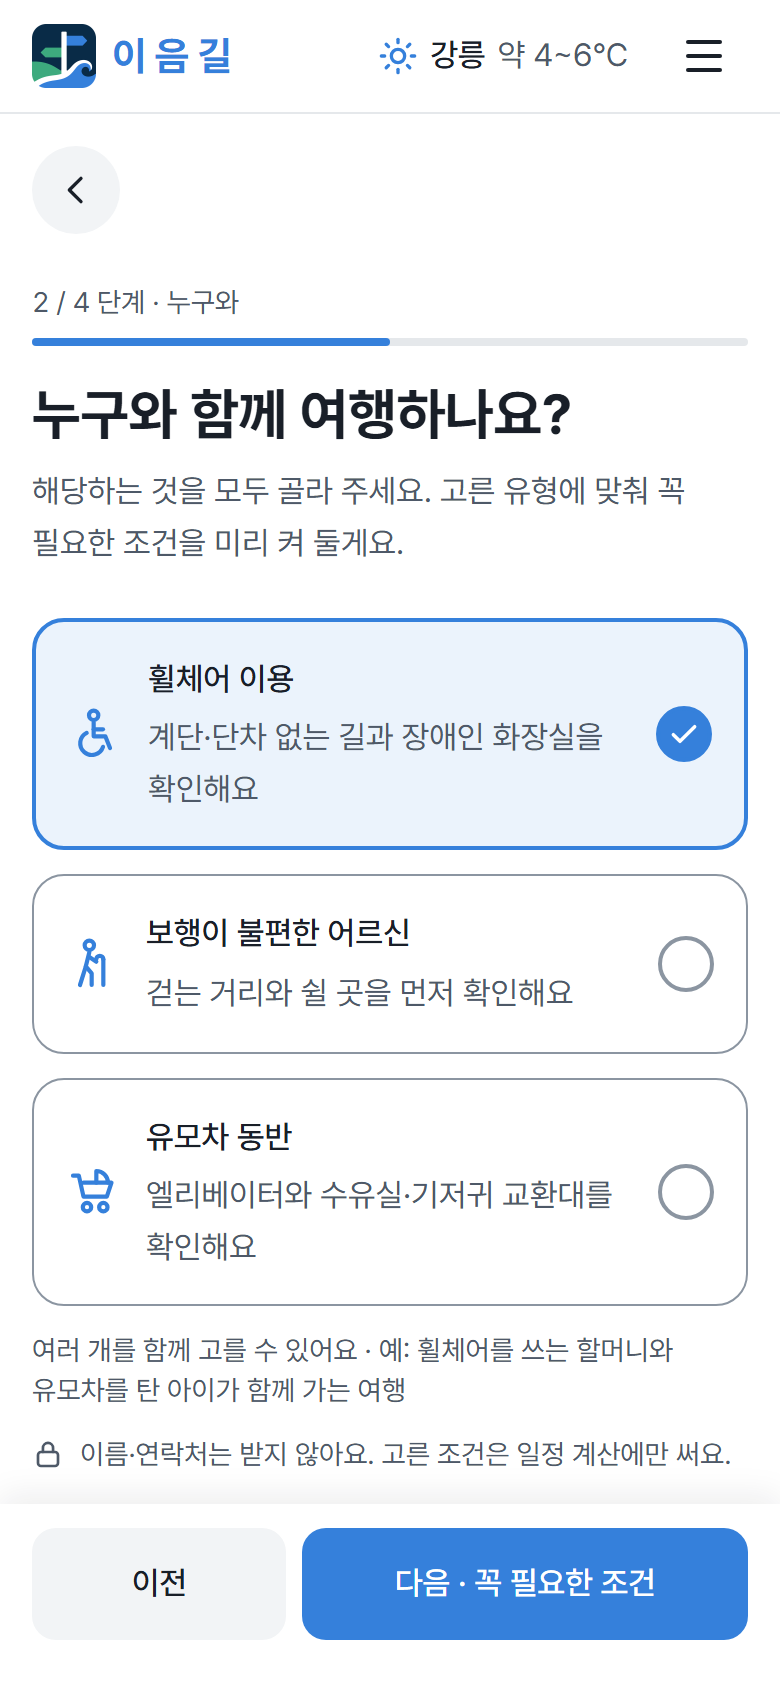 이음길
강릉 약 4~6°C
2 / 4 단계 · 누구와
누구와 함께 여행하나요?
해당하는 것을 모두 골라 주세요. 고른 유형에 맞춰 꼭
필요한 조건을 미리 켜 둘게요.
휠체어 이용
계단·단차 없는 길과 장애인 화장실을
확인해요
보행이 불편한 어르신
걷는 거리와 쉴 곳을 먼저 확인해요
유모차 동반
엘리베이터와 수유실·기저귀 교환대를
확인해요
여러 개를 함께 고를 수 있어요 · 예: 휠체어를 쓰는 할머니와
유모차를 탄 아이가 함께 가는 여행
이름·연락처는 받지 않아요. 고른 조건은 일정 계산에만 써요.
이전
다음 · 꼭 필요한 조건